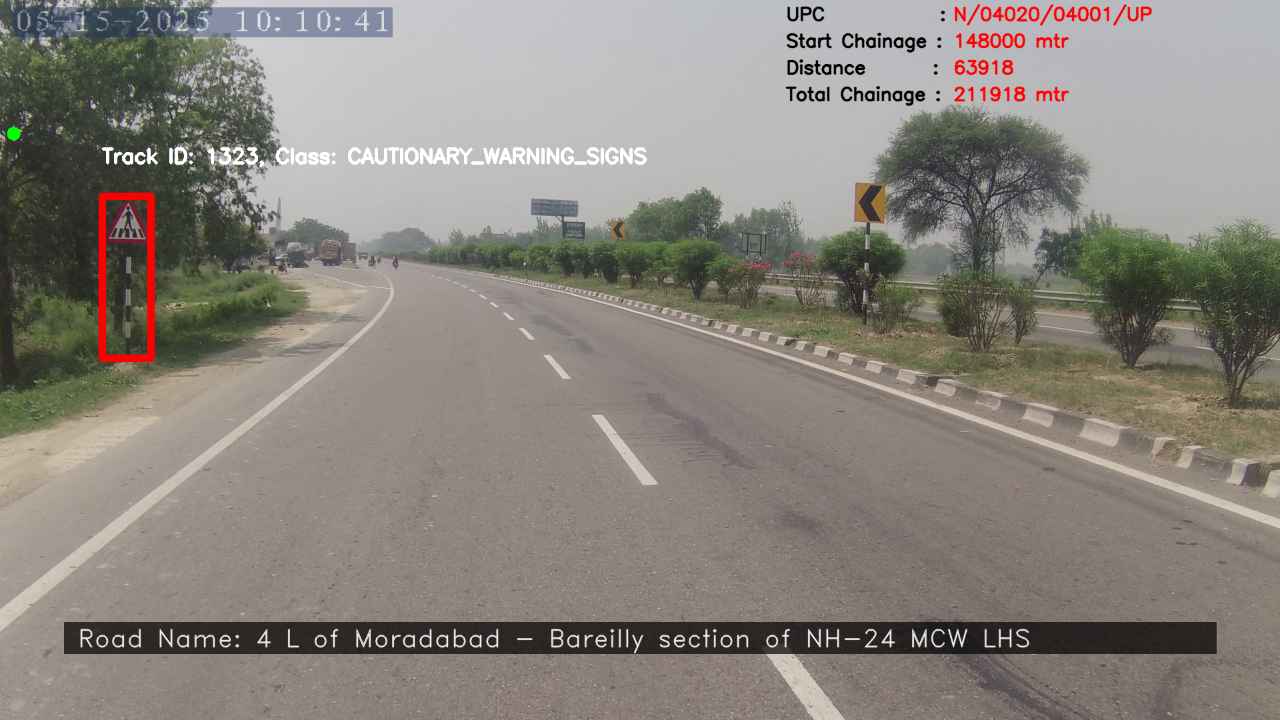 05-15-2025 10:10:41
UPC : N/04020/04001/UP
Start Chainage : 148000 mtr
Distance : 63918
Total Chainage : 211918 mtr
Track ID: 1323, Class: CAUTIONARY_WARNING_SIGNS
Road Name: 4 L of Moradabad - Bareilly section of NH-24 MCW LHS